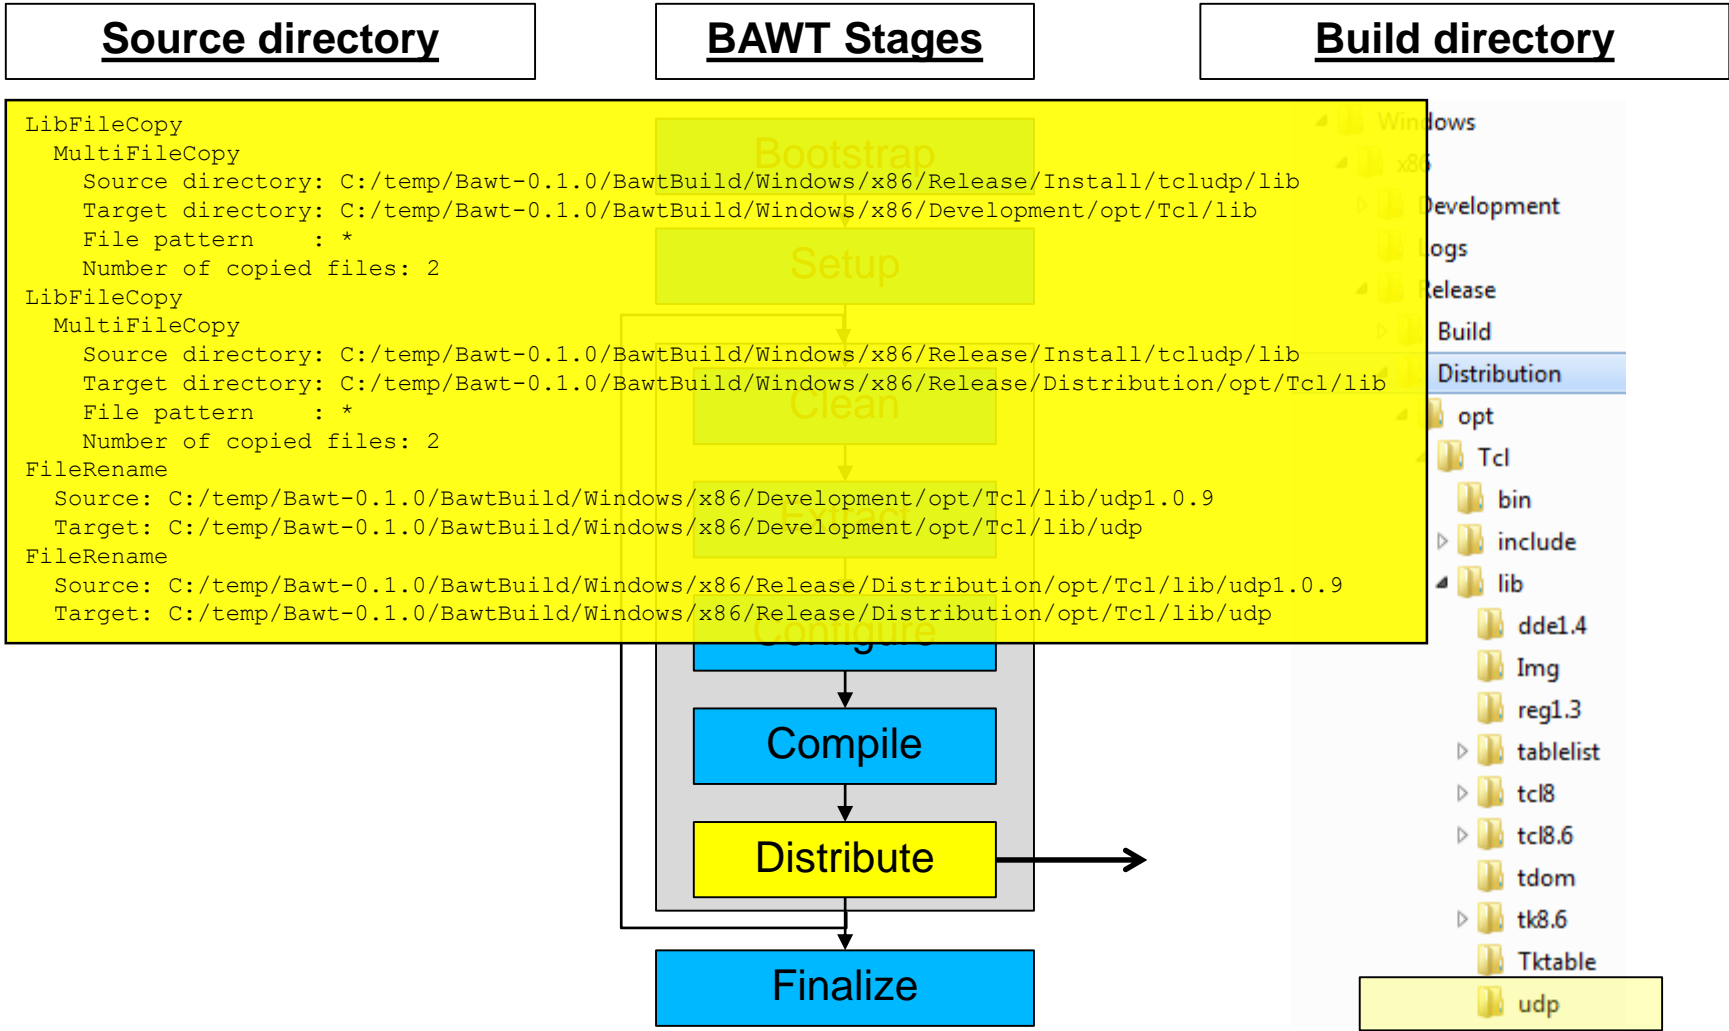 Source directory
BAWT Stages
Build directory
LibFileCopy
  MultiFileCopy
    Source directory: C:/temp/Bawt-0.1.0/BawtBuild/Windows/x86/Release/Install/tcludp/lib
    Target directory: C:/temp/Bawt-0.1.0/BawtBuild/Windows/x86/Development/opt/Tcl/lib
    File pattern    : *
    Number of copied files: 2
LibFileCopy
  MultiFileCopy
    Source directory: C:/temp/Bawt-0.1.0/BawtBuild/Windows/x86/Release/Install/tcludp/lib
    Target directory: C:/temp/Bawt-0.1.0/BawtBuild/Windows/x86/Release/Distribution/opt/Tcl/lib
    File pattern    : *
    Number of copied files: 2
FileRename
  Source: C:/temp/Bawt-0.1.0/BawtBuild/Windows/x86/Development/opt/Tcl/lib/udp1.0.9
  Target: C:/temp/Bawt-0.1.0/BawtBuild/Windows/x86/Development/opt/Tcl/lib/udp
FileRename
  Source: C:/temp/Bawt-0.1.0/BawtBuild/Windows/x86/Release/Distribution/opt/Tcl/lib/udp1.0.9
  Target: C:/temp/Bawt-0.1.0/BawtBuild/Windows/x86/Release/Distribution/opt/Tcl/lib/udp
Bootstrap
Setup
Clean
Extract
Configure
Compile
Distribute
Finalize
Windows
x86
Development
Logs
Release
Build
Distribution
opt
Tcl
bin
include
lib
dde1.4
Img
reg1.3
tablelist
tcl8
tcl8.6
tdom
tk8.6
Tktable
udp